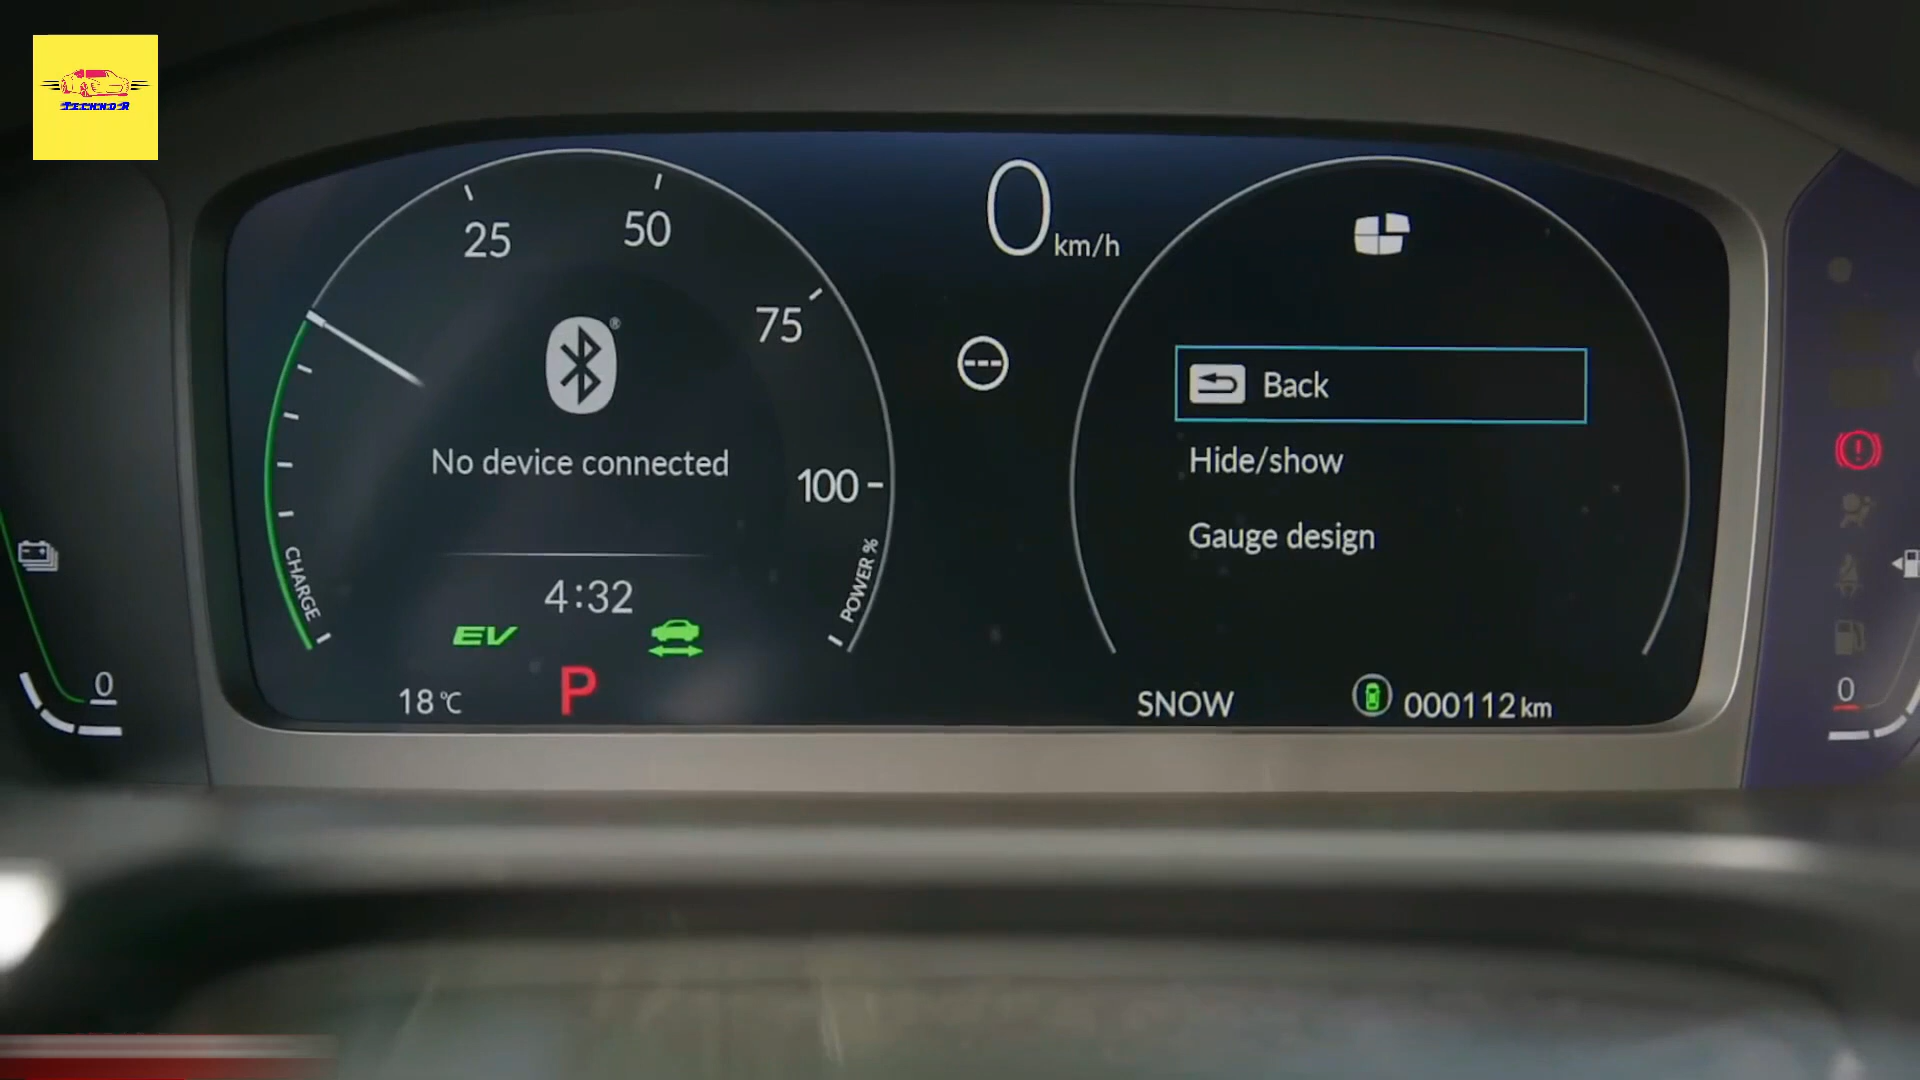 TECHNO R
0
km/h
25
50
75
100
®
No device connected
Back
Hide/show
Gauge design
CHARGE
POWER %
4:32
EV
P
18℃
SNOW
000112 km
0
0